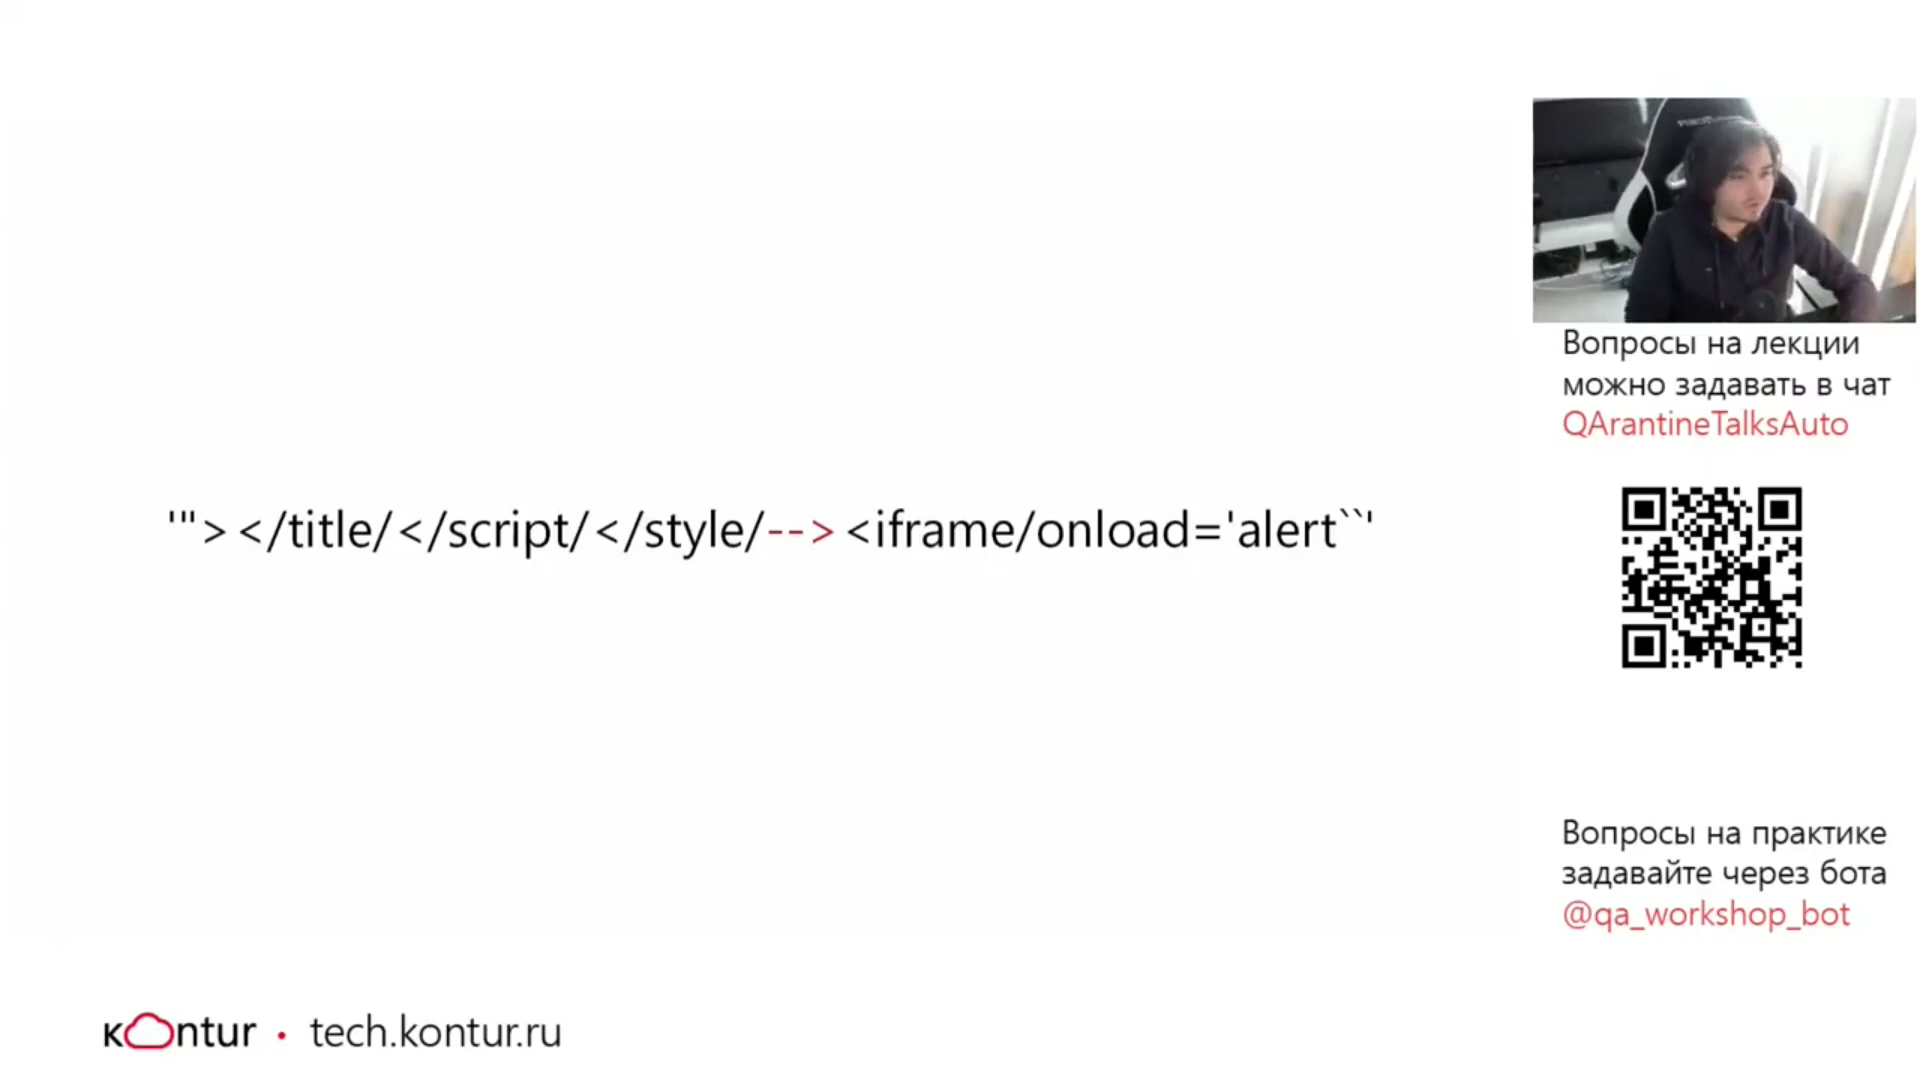 '"></title/</script/</style/--><iframe/onload='alert``'
Вопросы на лекции
можно задавать в чат
QArantineTalksAuto
Вопросы на практике
задавайте через бота
@qa_workshop_bot
кontur · tech.kontur.ru